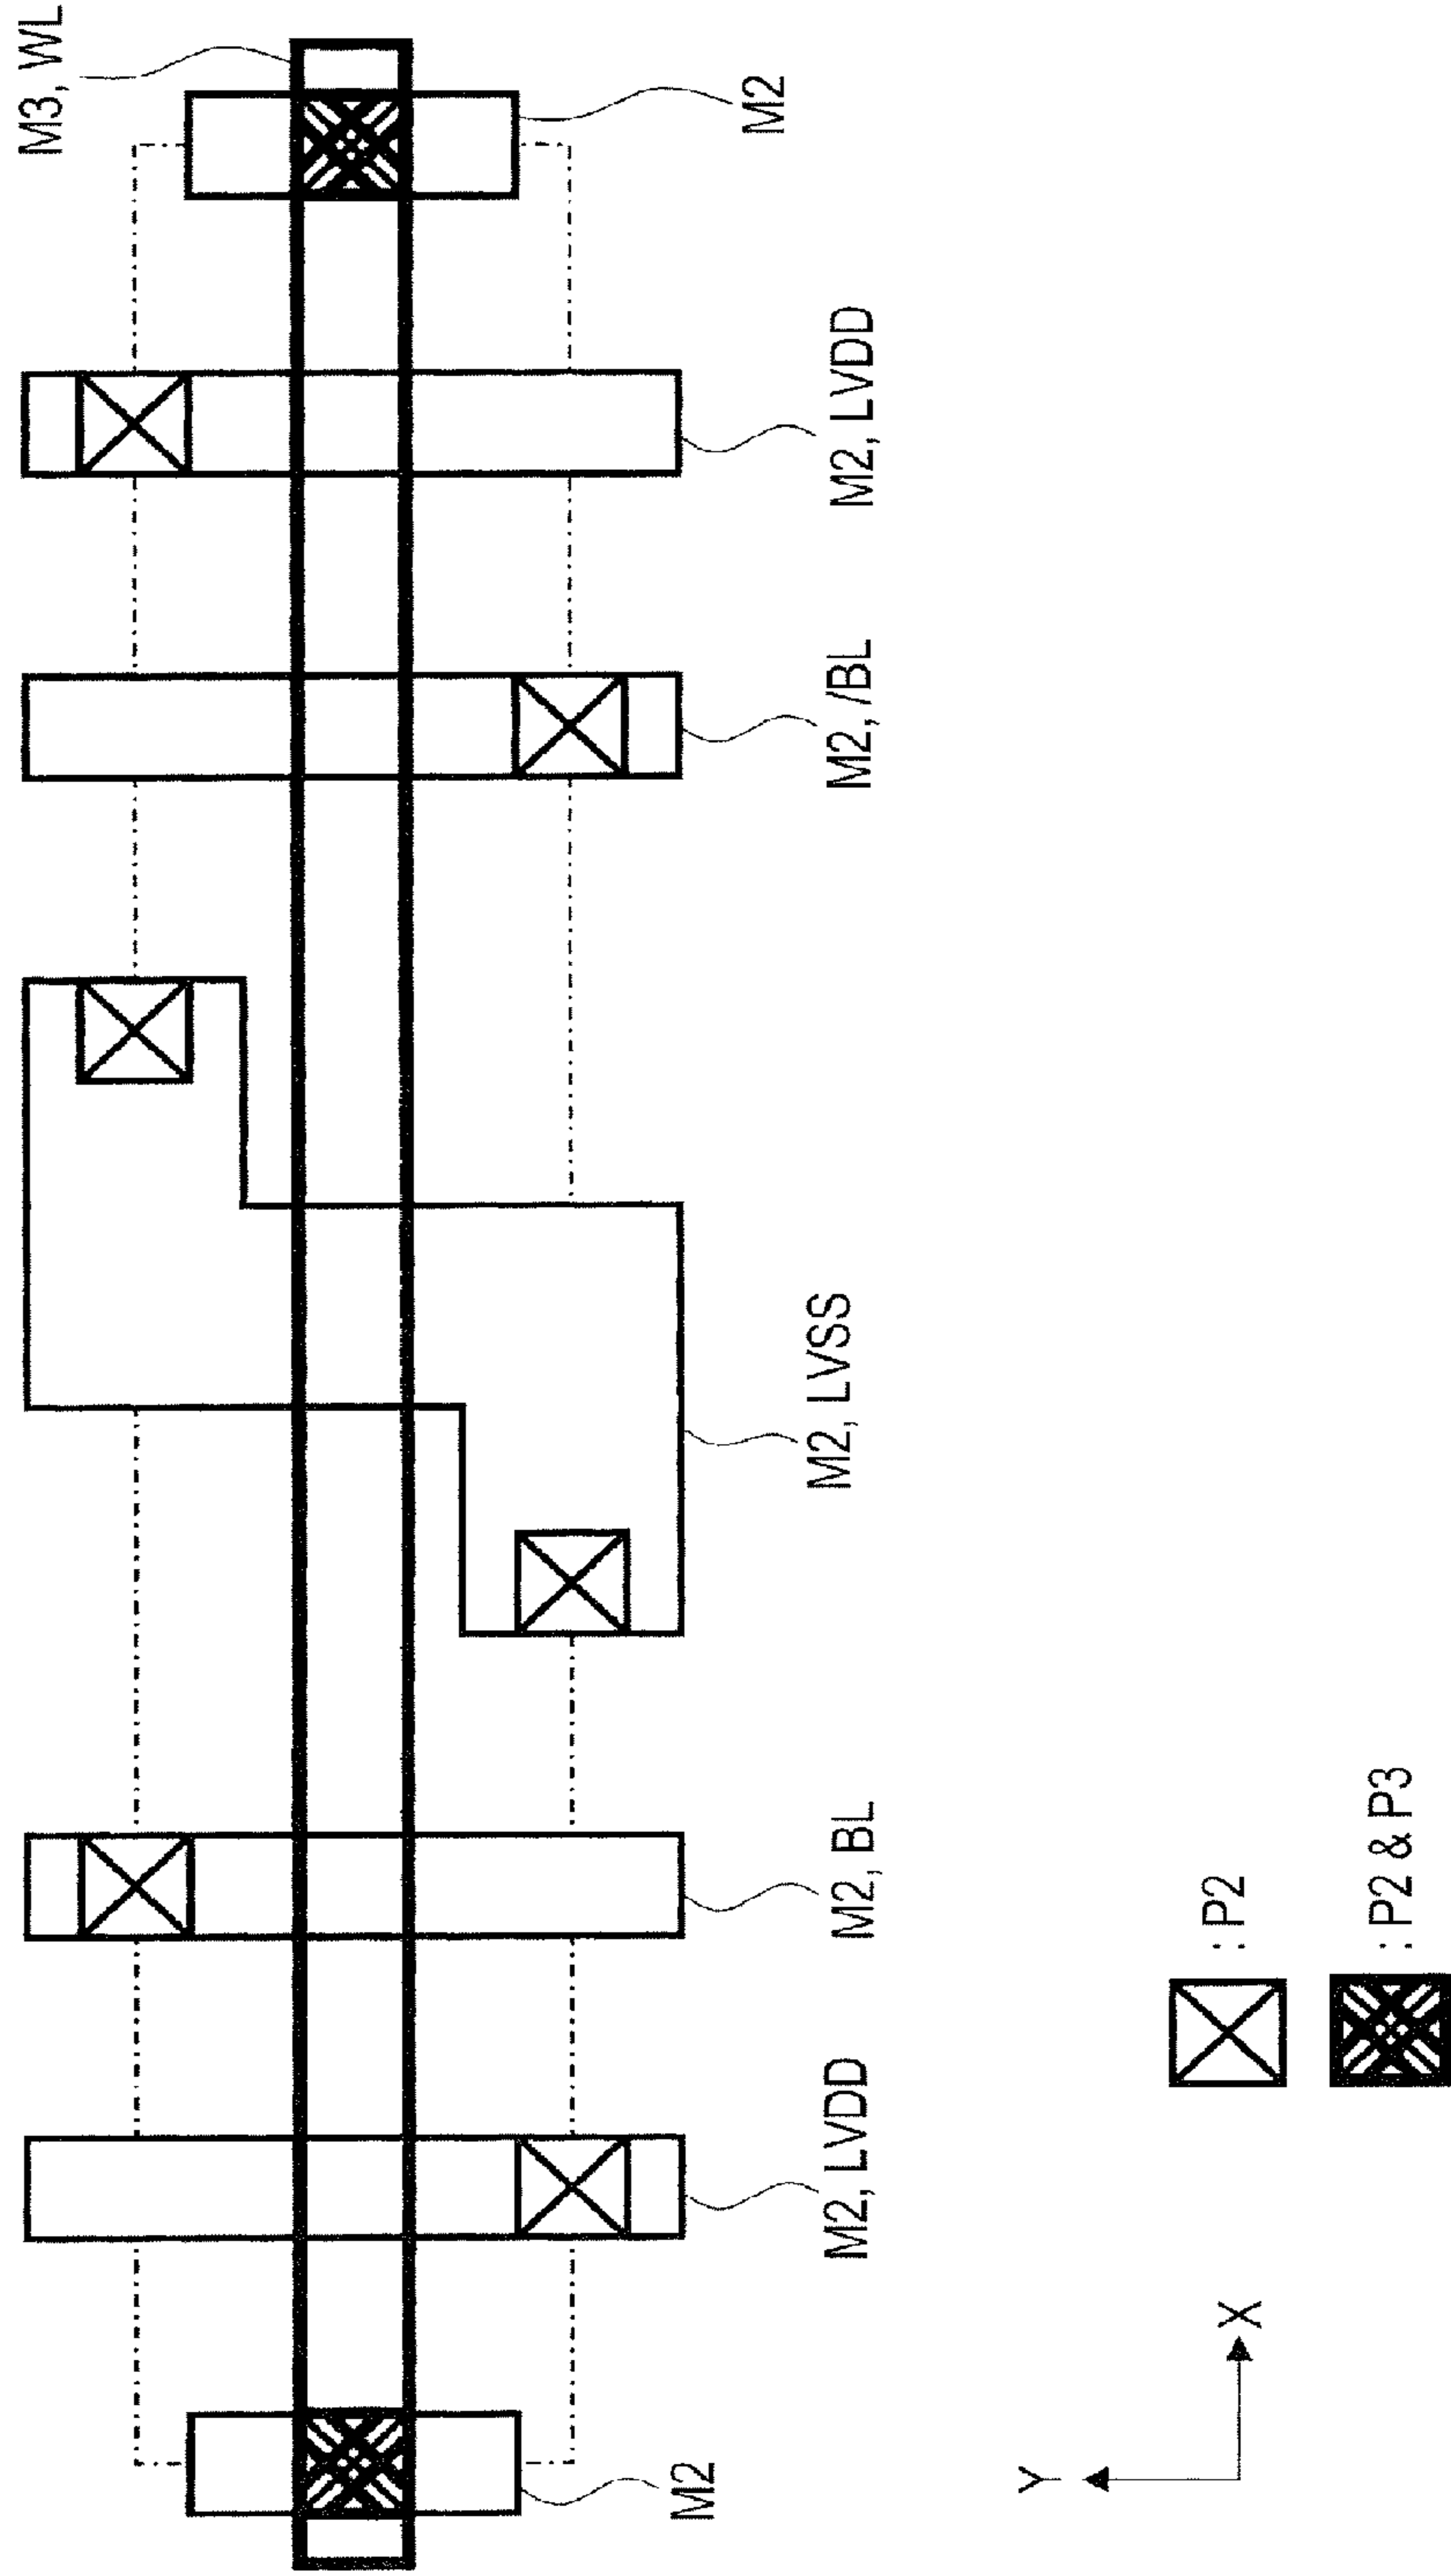 M3, WL
M2
M2, LVDD
M2, BL
M2, LVSS
M2, /BL
M2, LVDD
M2
Y
X
: P2
: P2 & P3